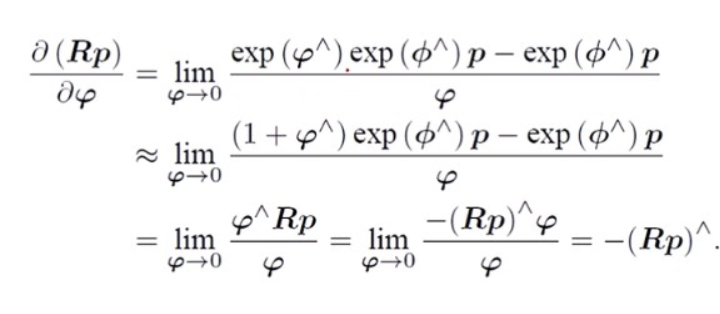 ∂(Rp)/∂φ = lim_{φ→0} (exp(φ^) exp(ϕ^) p − exp(ϕ^) p)/φ
≈ lim_{φ→0} ((1 + φ^) exp(ϕ^) p − exp(ϕ^) p)/φ
= lim_{φ→0} (φ^Rp)/φ = lim_{φ→0} (−(Rp)^φ)/φ = −(Rp)^.